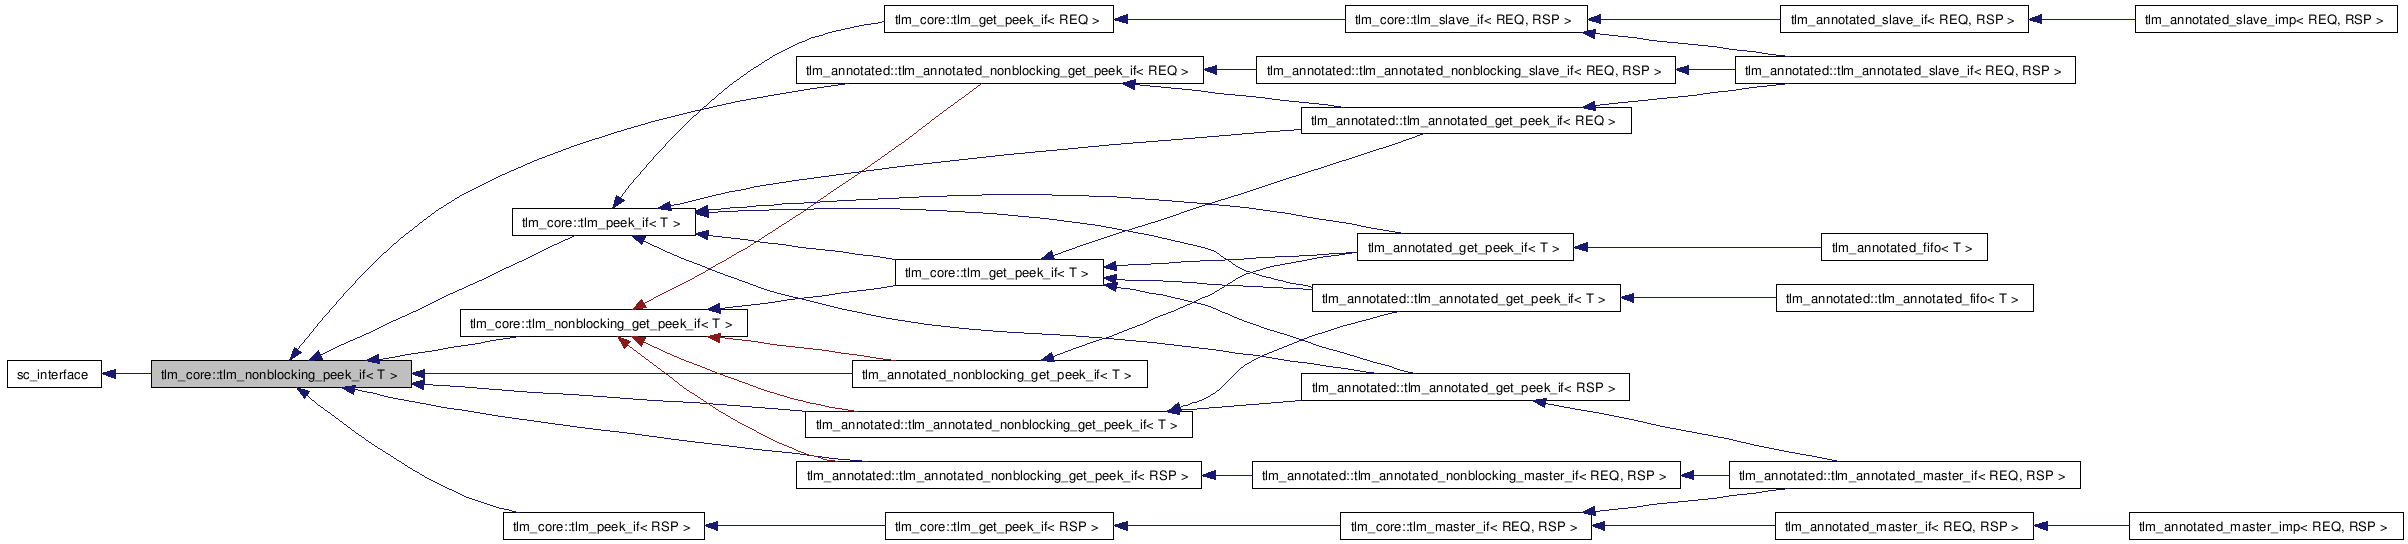 tlm_core::tlm_get_peek_if< REQ >
tlm_core::tlm_slave_if< REQ, RSP >
tlm_annotated_slave_if< REQ, RSP >
tlm_annotated_slave_imp< REQ, RSP >
tlm_annotated::tlm_annotated_nonblocking_get_peek_if< REQ >
tlm_annotated::tlm_annotated_nonblocking_slave_if< REQ, RSP >
tlm_annotated::tlm_annotated_slave_if< REQ, RSP >
tlm_annotated::tlm_annotated_get_peek_if< REQ >
tlm_core::tlm_peek_if< T >
tlm_annotated_get_peek_if< T >
tlm_annotated_fifo< T >
tlm_core::tlm_get_peek_if< T >
tlm_annotated::tlm_annotated_get_peek_if< T >
tlm_annotated::tlm_annotated_fifo< T >
tlm_core::tlm_nonblocking_get_peek_if< T >
sc_interface
tlm_core::tlm_nonblocking_peek_if< T >
tlm_annotated_nonblocking_get_peek_if< T >
tlm_annotated::tlm_annotated_get_peek_if< RSP >
tlm_annotated::tlm_annotated_nonblocking_get_peek_if< T >
tlm_annotated::tlm_annotated_nonblocking_get_peek_if< RSP >
tlm_annotated::tlm_annotated_nonblocking_master_if< REQ, RSP >
tlm_annotated::tlm_annotated_master_if< REQ, RSP >
tlm_core::tlm_peek_if< RSP >
tlm_core::tlm_get_peek_if< RSP >
tlm_core::tlm_master_if< REQ, RSP >
tlm_annotated_master_if< REQ, RSP >
tlm_annotated_master_imp< REQ, RSP >